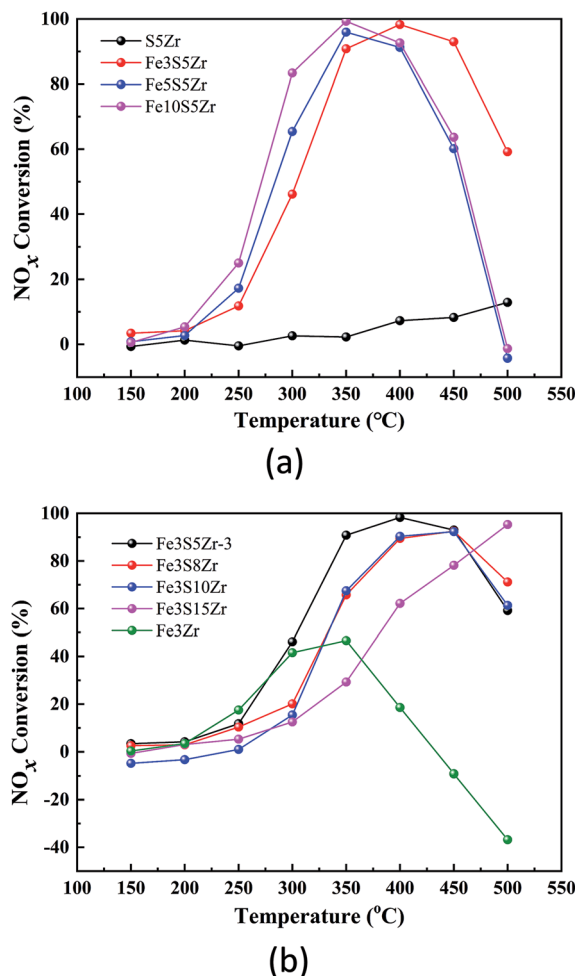 100
80
60
40
20
0
NOx Conversion (%)
S5Zr
Fe3S5Zr
Fe5S5Zr
Fe10S5Zr
100 150 200 250 300 350 400 450 500 550
Temperature (°C)
(a)
100
80
60
40
20
0
-20
-40
NOx Conversion (%)
Fe3S5Zr-3
Fe3S8Zr
Fe3S10Zr
Fe3S15Zr
Fe3Zr
100 150 200 250 300 350 400 450 500 550
Temperature (°C)
(b)